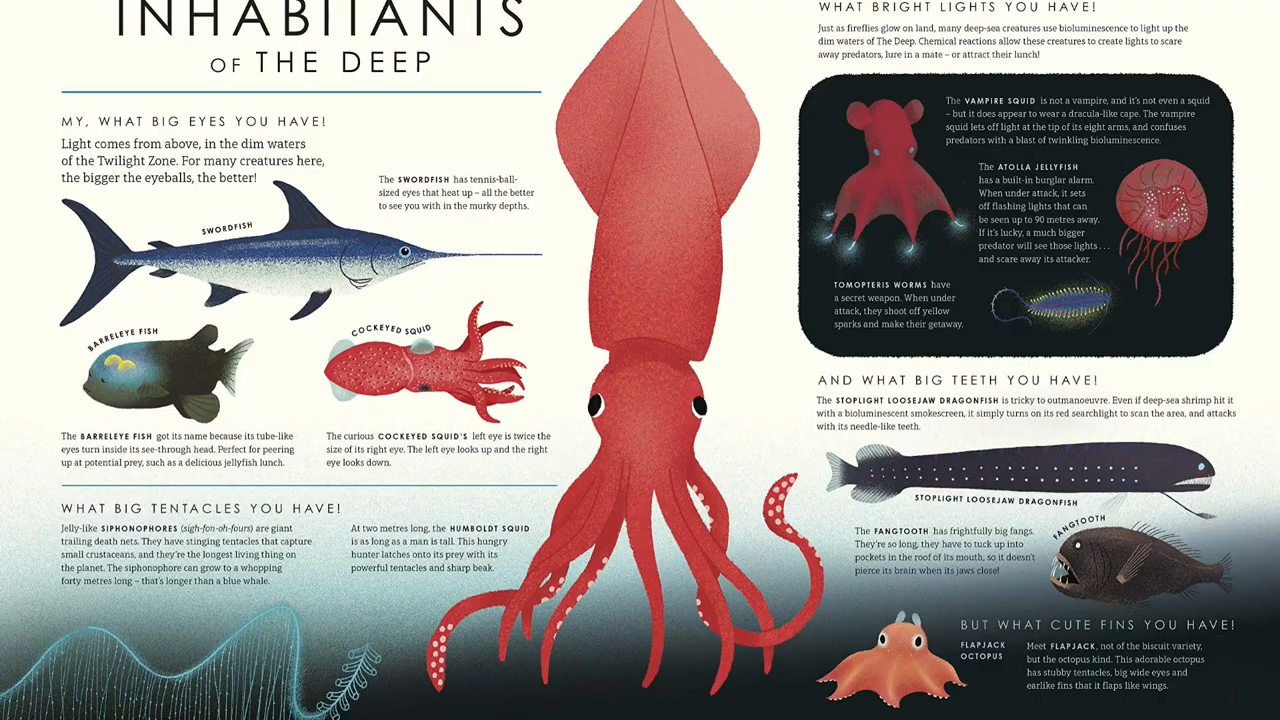 INHABITANTS
OF THE DEEP
MY, WHAT BIG EYES YOU HAVE!
Light comes from above, in the dim waters
of the Twilight Zone. For many creatures here,
the bigger the eyeballs, the better!
The SWORDFISH has tennis-ball-
sized eyes that heat up – all the better
to see you with in the murky depths.
SWORDFISH
BARRELEYE FISH
COCKEYED SQUID
The BARRELEYE FISH got its name because its tube-like
eyes turn inside its see-through head. Perfect for peering
up at potential prey, such as a delicious jellyfish lunch.
The curious COCKEYED SQUID'S left eye is twice the
size of its right eye. The left eye looks up and the right
eye looks down.
WHAT BIG TENTACLES YOU HAVE!
Jelly-like SIPHONOPHORES (sigh-fon-oh-fours) are giant
trailing death nets. They have stinging tentacles that capture
small crustaceans, and they're the longest living thing on
the planet. The siphonophore can grow to a whopping
forty metres long – that's longer than a blue whale.
At two metres long, the HUMBOLDT SQUID
is as long as a man is tall. This hungry
hunter latches onto its prey with its
powerful tentacles and sharp beak.
WHAT BRIGHT LIGHTS YOU HAVE!
Just as fireflies glow on land, many deep-sea creatures use bioluminescence to light up the
dim waters of The Deep. Chemical reactions allow these creatures to create lights to scare
away predators, lure in a mate – or attract their lunch!
The VAMPIRE SQUID is not a vampire, and it's not even a squid
– but it does appear to wear a dracula-like cape. The vampire
squid lets off light at the tip of its eight arms, and confuses
predators with a blast of twinkling bioluminescence.
The ATOLLA JELLYFISH
has a built-in burglar alarm.
When under attack, it sets
off flashing lights that can
be seen up to 90 metres away.
If it's lucky, a much bigger
predator will see those lights . . .
and scare away its attacker.
TOMOPTERIS WORMS have
a secret weapon. When under
attack, they shoot off yellow
sparks and make their getaway.
AND WHAT BIG TEETH YOU HAVE!
The STOPLIGHT LOOSEJAW DRAGONFISH is tricky to outmanoeuvre. Even if deep-sea shrimp hit it
with a bioluminescent smokescreen, it simply turns on its red searchlight to scan the area, and attacks
with its needle-like teeth.
STOPLIGHT LOOSEJAW DRAGONFISH
The FANGTOOTH has frightfully big fangs.
They're so long, they have to tuck up into
pockets in the roof of its mouth, so it doesn't
pierce its brain when its jaws close!
FANGTOOTH
BUT WHAT CUTE FINS YOU HAVE!
FLAPJACK
OCTOPUS
Meet FLAPJACK, not of the biscuit variety,
but the octopus kind. This adorable octopus
has stubby tentacles, big wide eyes and
earlike fins that it flaps like wings.